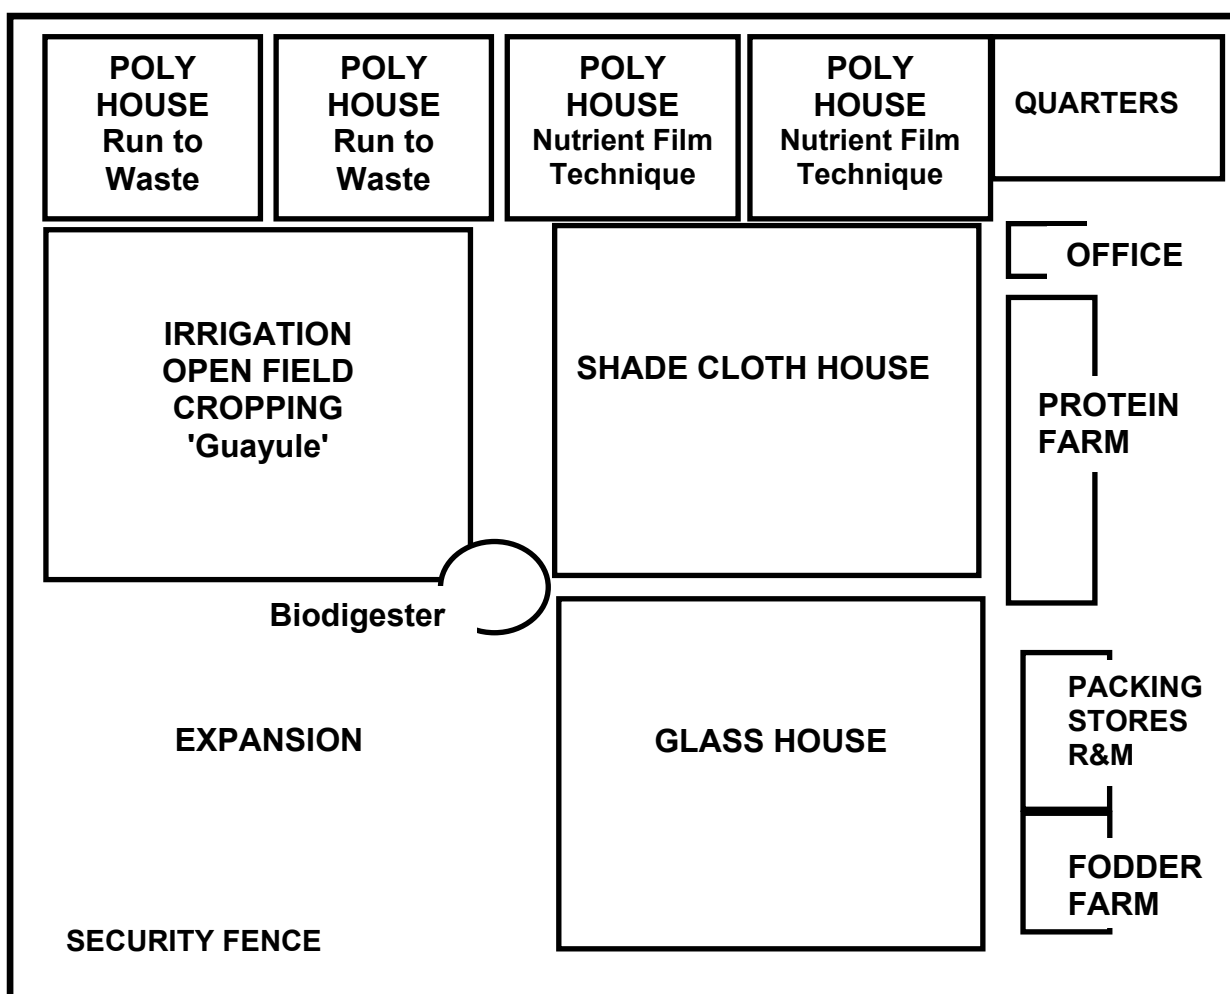 POLY
HOUSE
Run to
Waste
POLY
HOUSE
Run to
Waste
POLY
HOUSE
Nutrient Film
Technique
POLY
HOUSE
Nutrient Film
Technique
QUARTERS
OFFICE
IRRIGATION
OPEN FIELD
CROPPING
'Guayule'
SHADE CLOTH HOUSE
PROTEIN
FARM
Biodigester
EXPANSION
GLASS HOUSE
PACKING
STORES
R&M
FODDER
FARM
SECURITY FENCE